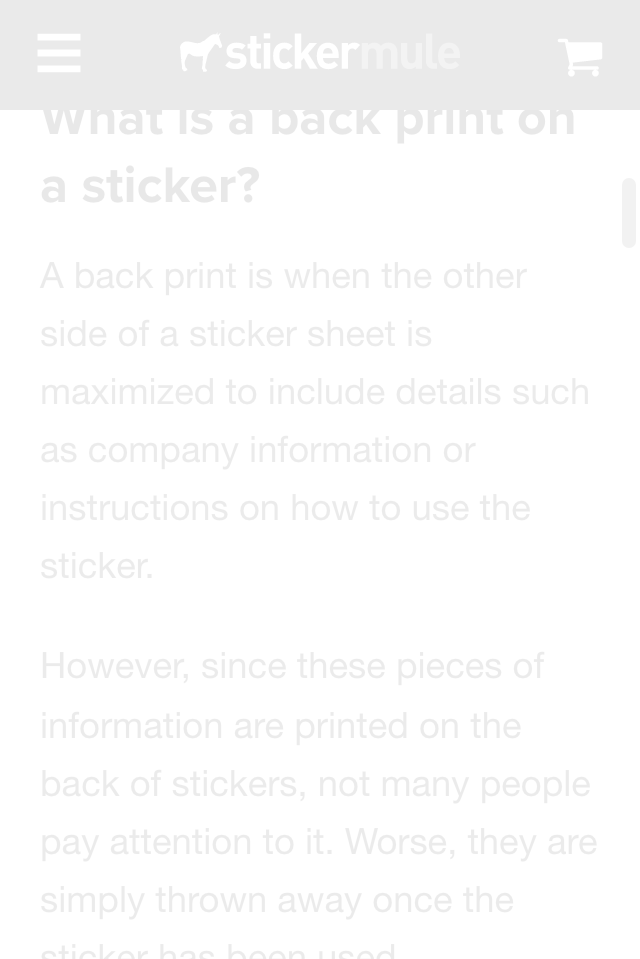 stickermule
What is a back print on
a sticker?
A back print is when the other
side of a sticker sheet is
maximized to include details such
as company information or
instructions on how to use the
sticker.
However, since these pieces of
information are printed on the
back of stickers, not many people
pay attention to it. Worse, they are
simply thrown away once the
sticker has been used.